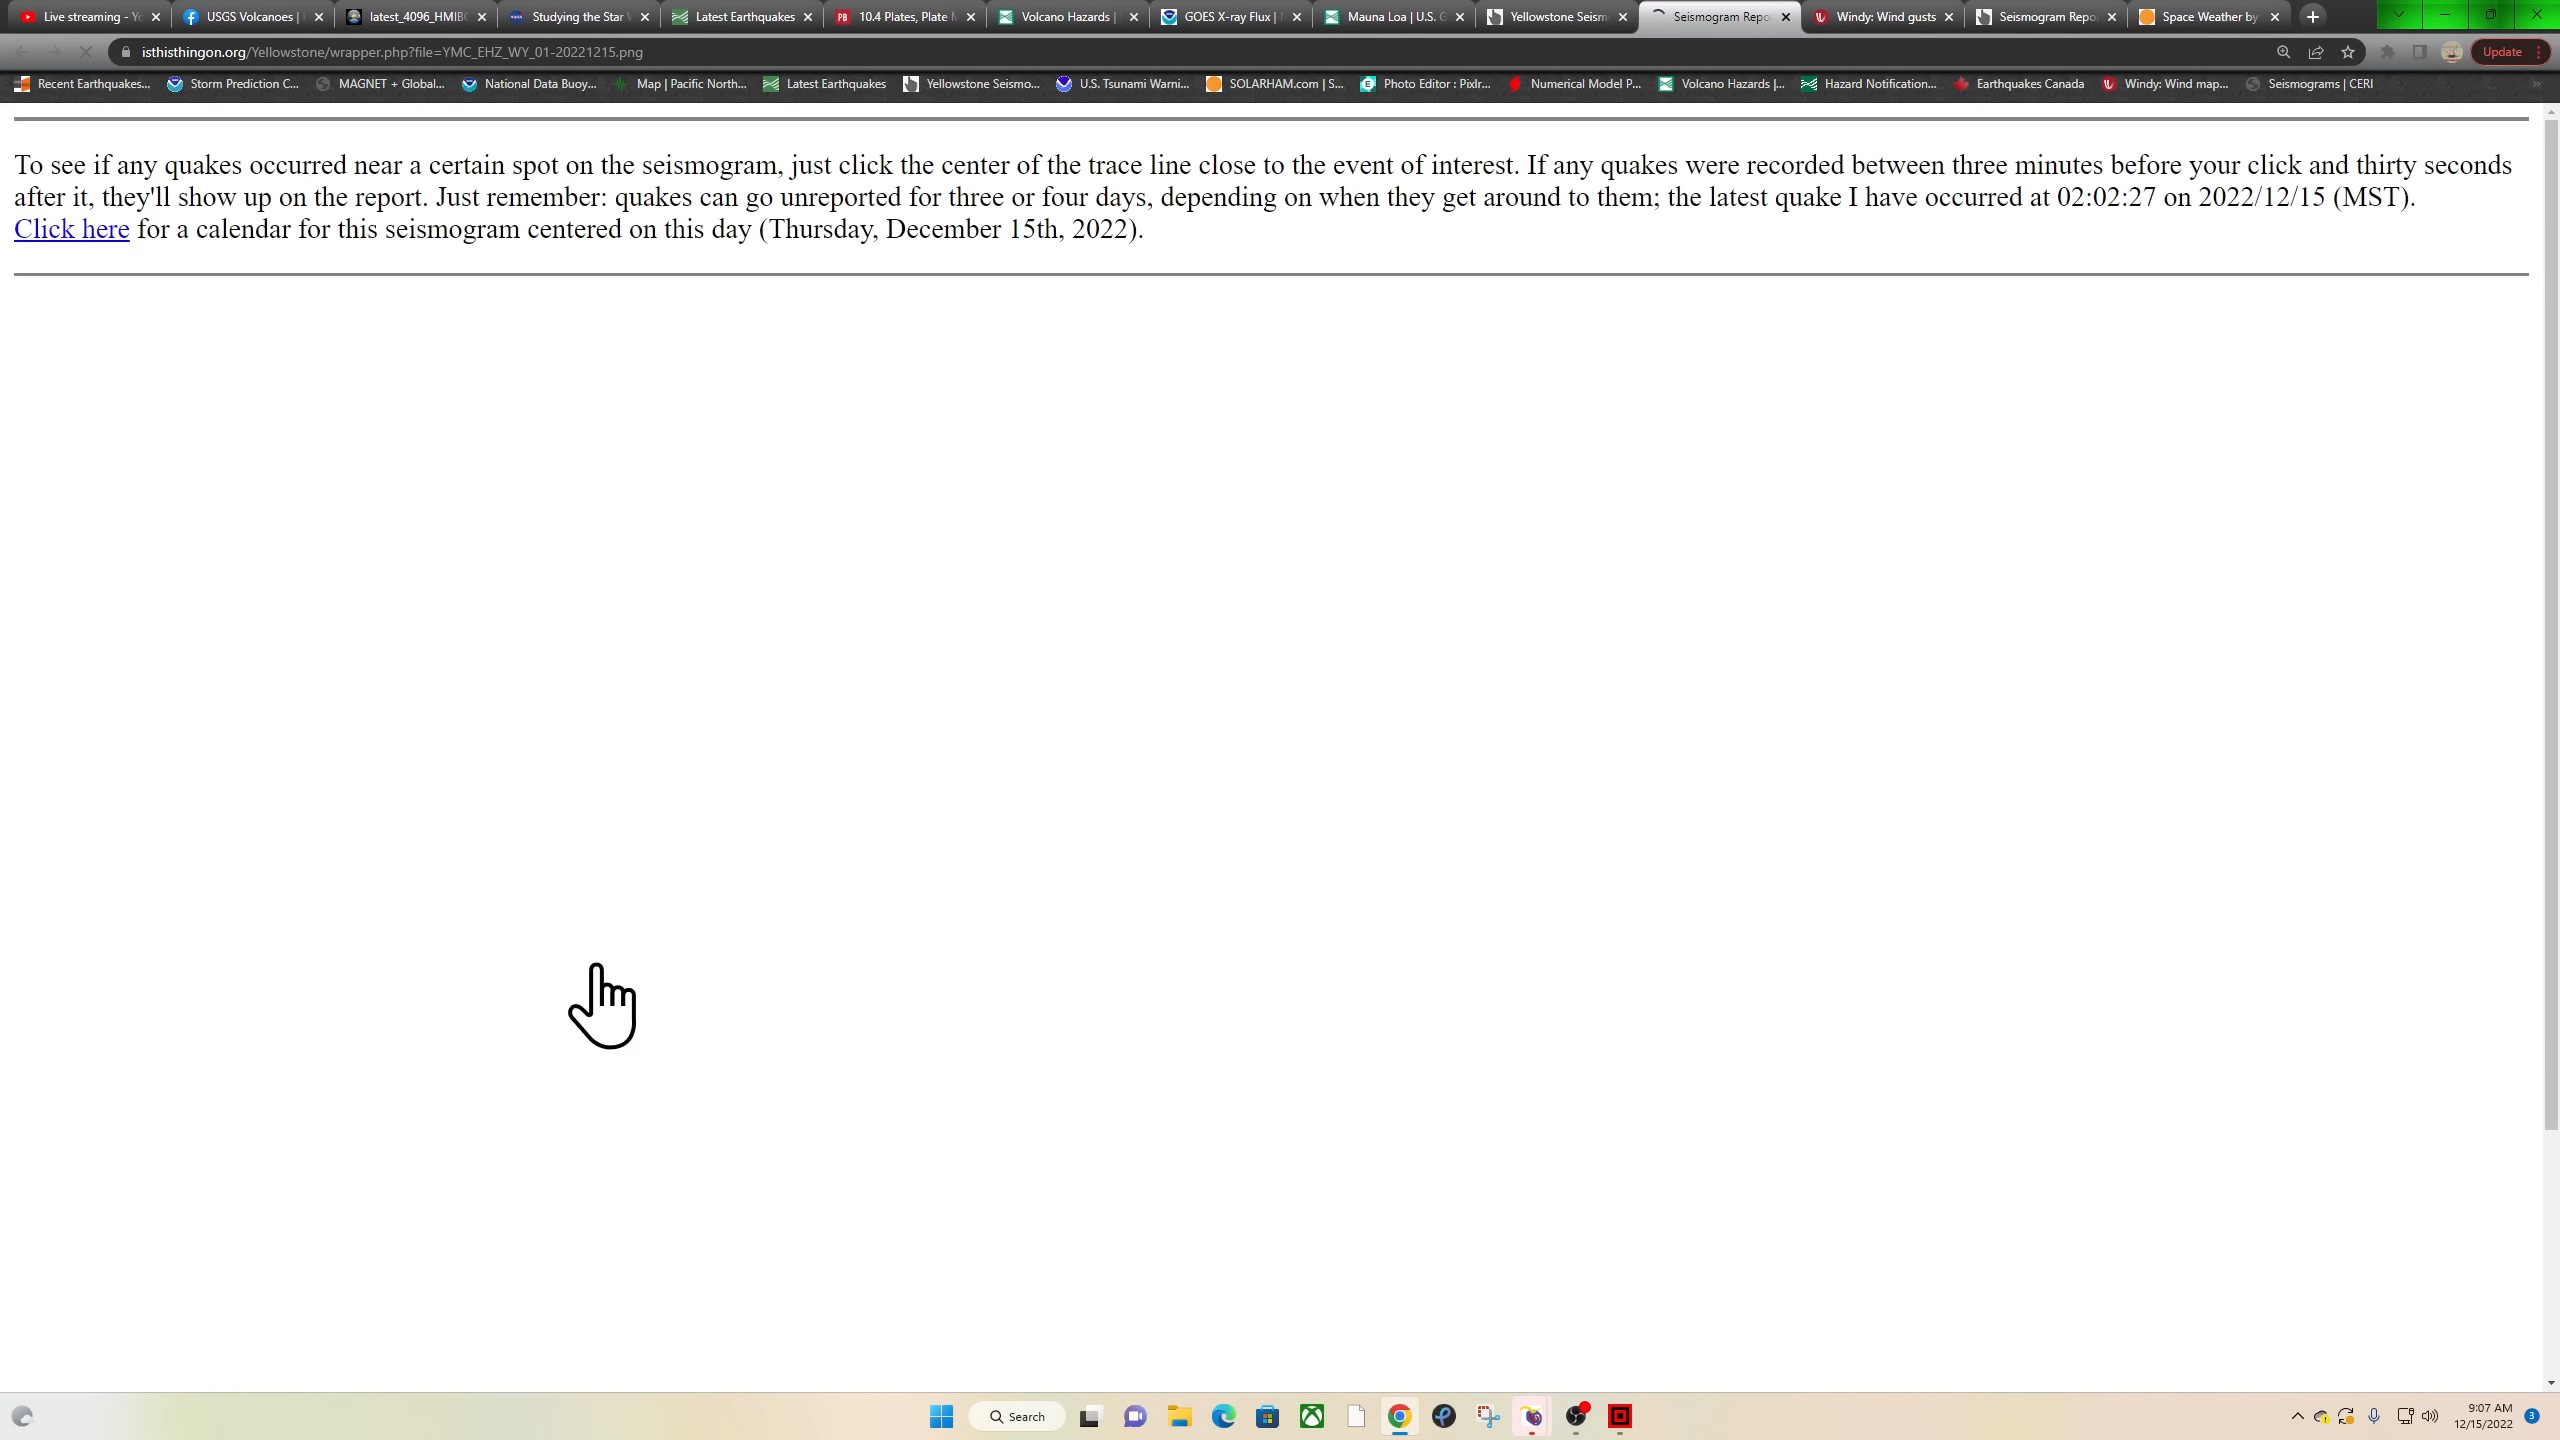 Live streaming - Yo
USGS Volcanoes |
latest_4096_HMIBC
Studying the Star
Latest Earthquakes
PB 10.4 Plates, Plate
Volcano Hazards |
GOES X-ray Flux |
Mauna Loa | U.S. G
Yellowstone Seism
Seismogram Repo
Windy: Wind gusts
Seismogram Repo
Space Weather by
isthisthingon.org/Yellowstone/wrapper.php?file=YMC_EHZ_WY_01-20221215.png
Update
Recent Earthquakes...
Storm Prediction C...
MAGNET + Global...
National Data Buoy...
Map | Pacific North...
Latest Earthquakes
Yellowstone Seismo...
U.S. Tsunami Warni...
SOLARHAM.com | S...
Photo Editor : Pixlr...
Numerical Model P...
Volcano Hazards |...
Hazard Notification...
Earthquakes Canada
Windy: Wind map...
Seismograms | CERI
To see if any quakes occurred near a certain spot on the seismogram, just click the center of the trace line close to the event of interest. If any quakes were recorded between three minutes before your click and thirty seconds
after it, they'll show up on the report. Just remember: quakes can go unreported for three or four days, depending on when they get around to them; the latest quake I have occurred at 02:02:27 on 2022/12/15 (MST).
Click here for a calendar for this seismogram centered on this day (Thursday, December 15th, 2022).
Search
9:07 AM
12/15/2022
3